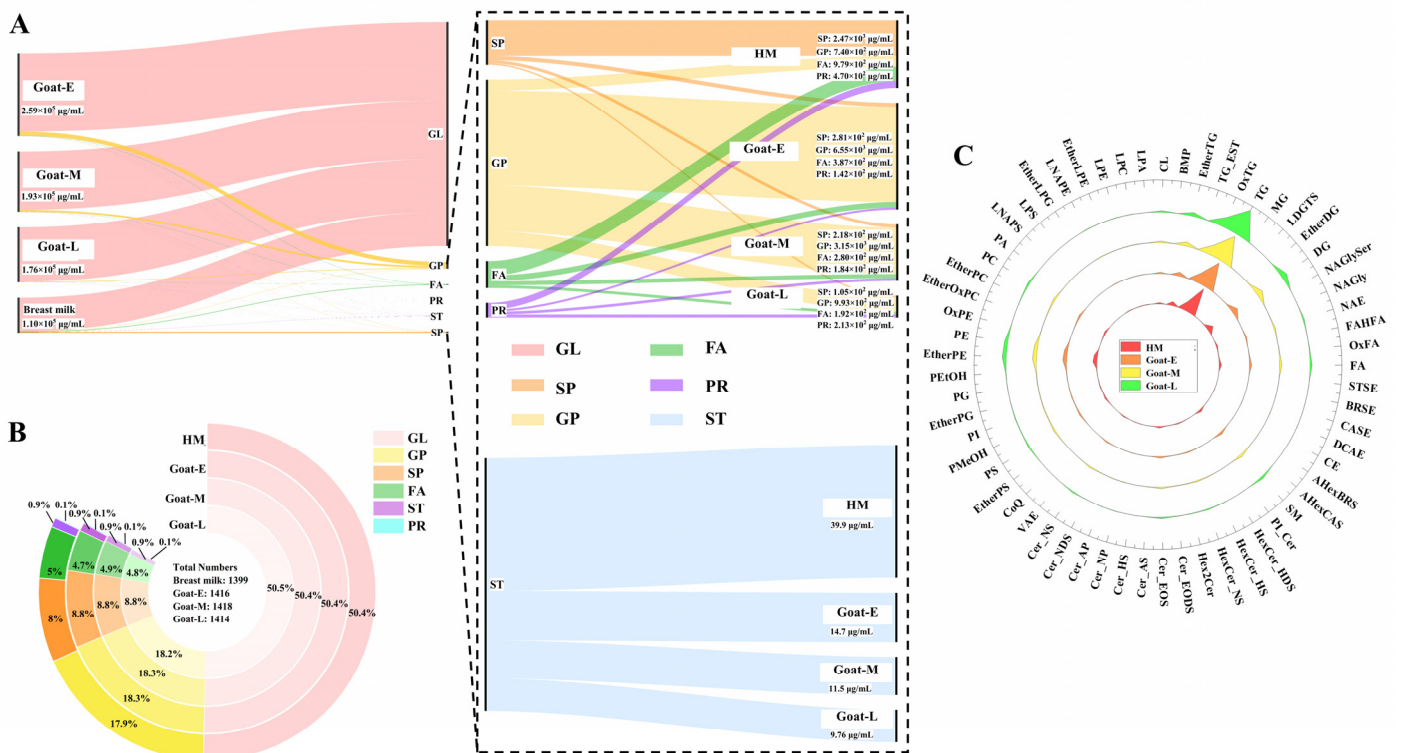 A
Goat-E
2.59×10⁵ μg/mL
Goat-M
1.93×10⁵ μg/mL
Goat-L
1.76×10⁵ μg/mL
Breast milk
1.10×10⁵ μg/mL
GL
GP
FA
PR
ST
SP
SP
GP
FA
PR
HM
SP: 2.47×10³ μg/mL
GP: 7.40×10² μg/mL
FA: 9.79×10² μg/mL
PR: 4.70×10² μg/mL
Goat-E
SP: 2.81×10² μg/mL
GP: 6.55×10³ μg/mL
FA: 3.87×10² μg/mL
PR: 1.42×10² μg/mL
Goat-M
SP: 2.18×10² μg/mL
GP: 3.15×10³ μg/mL
FA: 2.80×10² μg/mL
PR: 1.84×10² μg/mL
Goat-L
SP: 1.05×10² μg/mL
GP: 9.93×10² μg/mL
FA: 1.92×10² μg/mL
PR: 2.13×10² μg/mL
GL
FA
SP
PR
GP
ST
ST
HM
39.9 μg/mL
Goat-E
14.7 μg/mL
Goat-M
11.5 μg/mL
Goat-L
9.76 μg/mL
B
HM
Goat-E
Goat-M
Goat-L
GL
GP
SP
FA
ST
PR
0.9%
0.1%
0.9%
0.1%
0.9%
0.1%
0.9%
0.1%
5%
4.7%
4.9%
4.8%
8%
8.8%
8.8%
8.8%
17.9%
18.3%
18.3%
18.2%
50.5%
50.4%
50.4%
50.4%
Total Numbers
Breast milk: 1399
Goat-E: 1416
Goat-M: 1418
Goat-L: 1414
C
CL
BMP
EtherTG
TG_EST
OxTG
TG
MG
LDGTS
EtherDG
DG
NAGlySer
NAGly
NAE
FAHFA
OxFA
FA
STSE
BRSE
CASE
DCAE
CE
AHexBRS
AHexCAS
SM
PI_Cer
HexCer_HDS
HexCer_HS
HexCer_NS
Hex2Cer
Cer_EODS
Cer_EOS
Cer_AS
Cer_HS
Cer_NP
Cer_AP
Cer_NDS
Cer_NS
VAE
CoQ
EtherPS
PS
PMeOH
PI
EtherPG
PG
PEtOH
EtherPE
PE
OxPE
EtherOxPC
EtherPC
PC
PA
LNAPS
LPS
EtherLPG
LNAPE
EtherLPE
LPE
LPC
LPA
HM
Goat-E
Goat-M
Goat-L